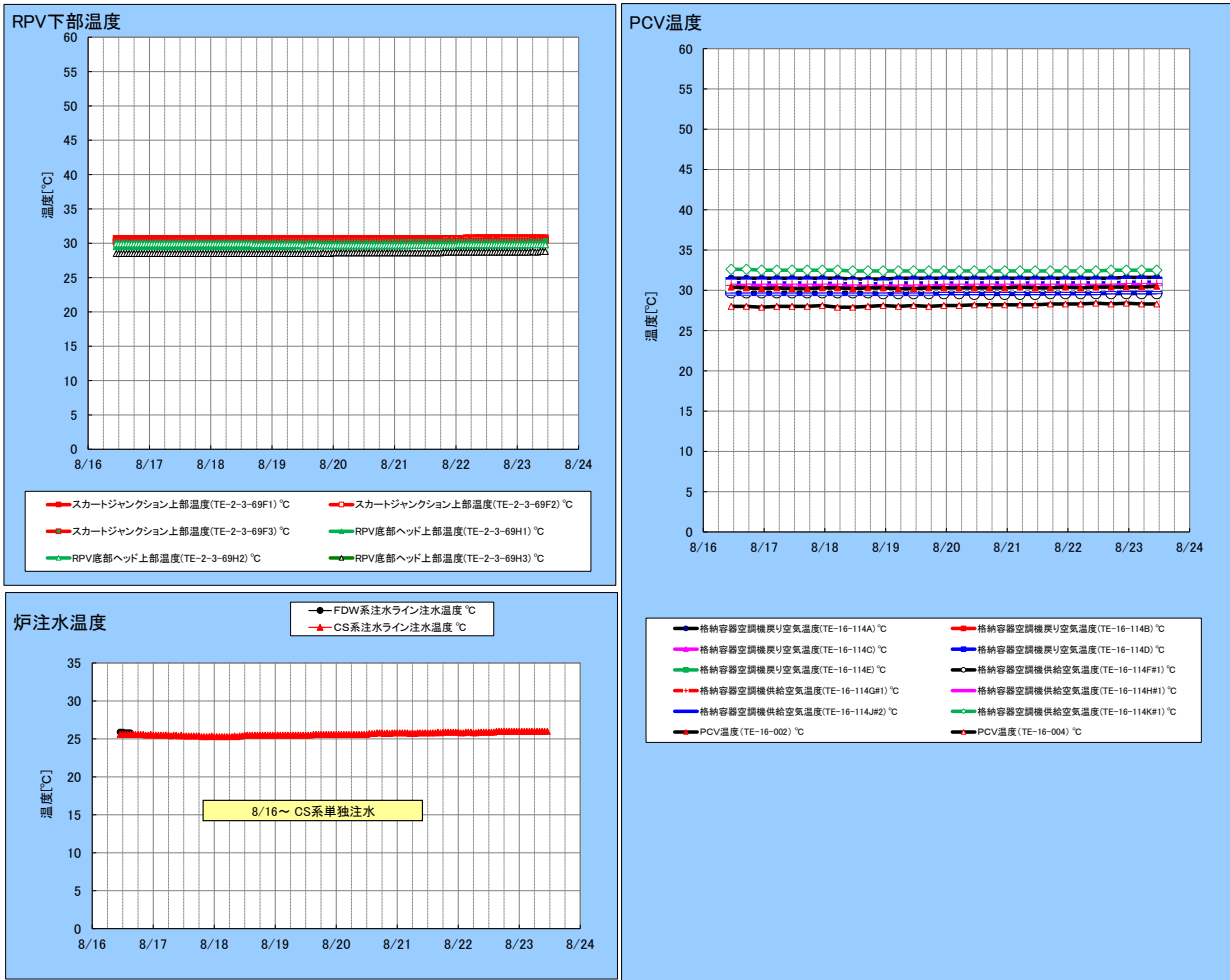 RPV下部温度
60
55
50
45
40
35
30
25
20
15
10
5
0
温度[℃]
8/16 8/17 8/18 8/19 8/20 8/21 8/22 8/23 8/24
スカートジャンクション上部温度(TE-2-3-69F1) ℃ スカートジャンクション上部温度(TE-2-3-69F2) ℃
スカートジャンクション上部温度(TE-2-3-69F3) ℃ RPV底部ヘッド上部温度(TE-2-3-69H1) ℃
RPV底部ヘッド上部温度(TE-2-3-69H2) ℃ RPV底部ヘッド上部温度(TE-2-3-69H3) ℃
炉注水温度
FDW系注水ライン注水温度 ℃
CS系注水ライン注水温度 ℃
35
30
25
20
15
10
5
0
温度[℃]
8/16～ CS系単独注水
8/16 8/17 8/18 8/19 8/20 8/21 8/22 8/23 8/24
PCV温度
60
55
50
45
40
35
30
25
20
15
10
5
0
温度[℃]
8/16 8/17 8/18 8/19 8/20 8/21 8/22 8/23 8/24
格納容器空調機戻り空気温度(TE-16-114A) ℃ 格納容器空調機戻り空気温度(TE-16-114B) ℃
格納容器空調機戻り空気温度(TE-16-114C) ℃ 格納容器空調機戻り空気温度(TE-16-114D) ℃
格納容器空調機戻り空気温度(TE-16-114E) ℃ 格納容器空調機供給空気温度(TE-16-114F#1) ℃
格納容器空調機供給空気温度(TE-16-114G#1) ℃ 格納容器空調機供給空気温度(TE-16-114H#1) ℃
格納容器空調機供給空気温度(TE-16-114J#2) ℃ 格納容器空調機供給空気温度(TE-16-114K#1) ℃
PCV温度(TE-16-002) ℃ PCV温度(TE-16-004) ℃